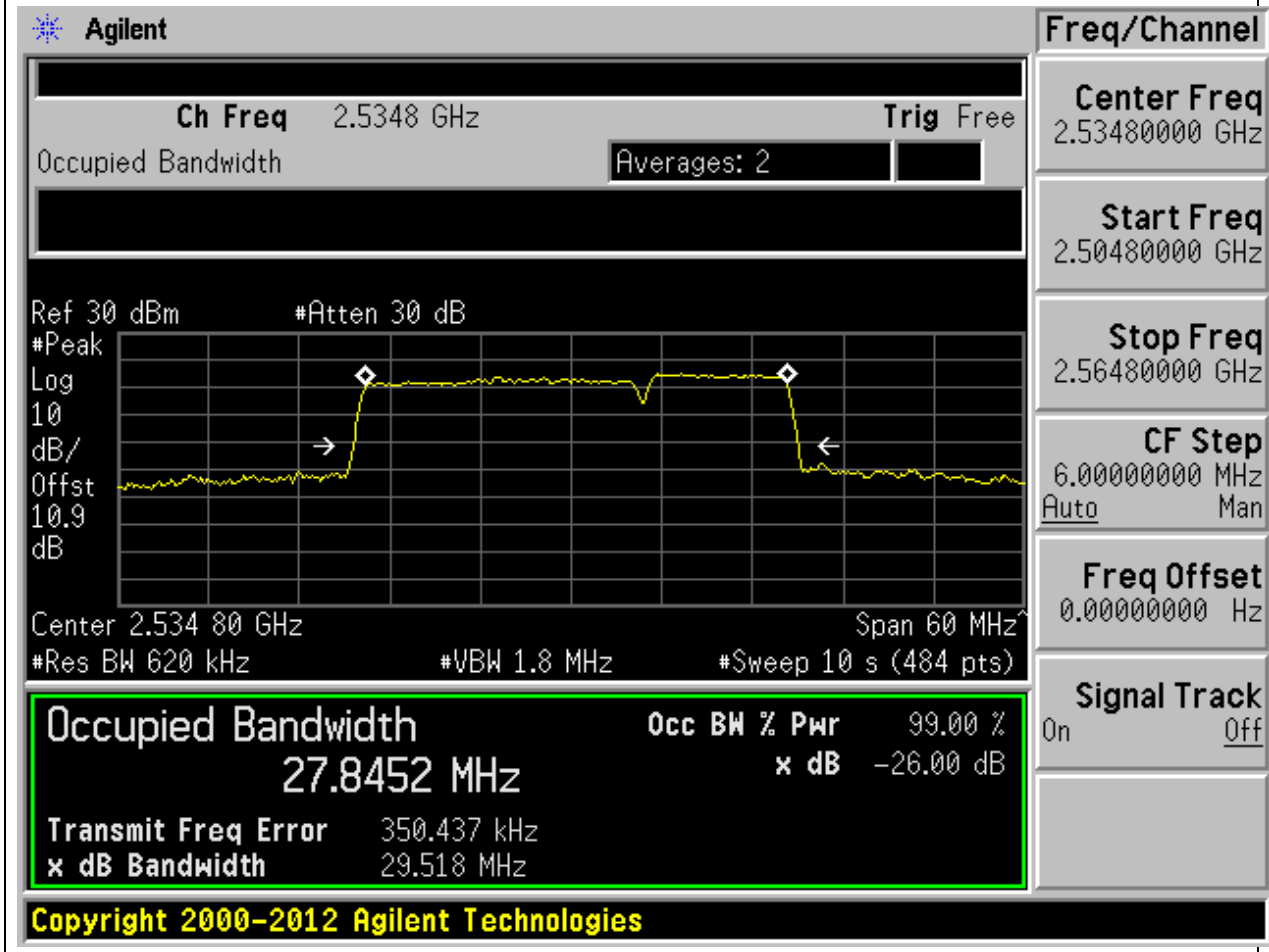 Agilent
Freq/Channel
Ch Freq 2.5348 GHz Trig Free
Occupied Bandwidth Averages: 2
Center Freq
2.53480000 GHz
Start Freq
2.50480000 GHz
Stop Freq
2.56480000 GHz
CF Step
6.00000000 MHz
Auto Man
Freq Offset
0.00000000 Hz
Signal Track
On Off
Ref 30 dBm #Atten 30 dB
#Peak
Log
10
dB/
Offst
10.9
dB
Center 2.534 80 GHz Span 60 MHz^
#Res BW 620 kHz #VBW 1.8 MHz #Sweep 10 s (484 pts)
Occupied Bandwidth Occ BW % Pwr 99.00 %
27.8452 MHz x dB -26.00 dB
Transmit Freq Error 350.437 kHz
x dB Bandwidth 29.518 MHz
Copyright 2000-2012 Agilent Technologies